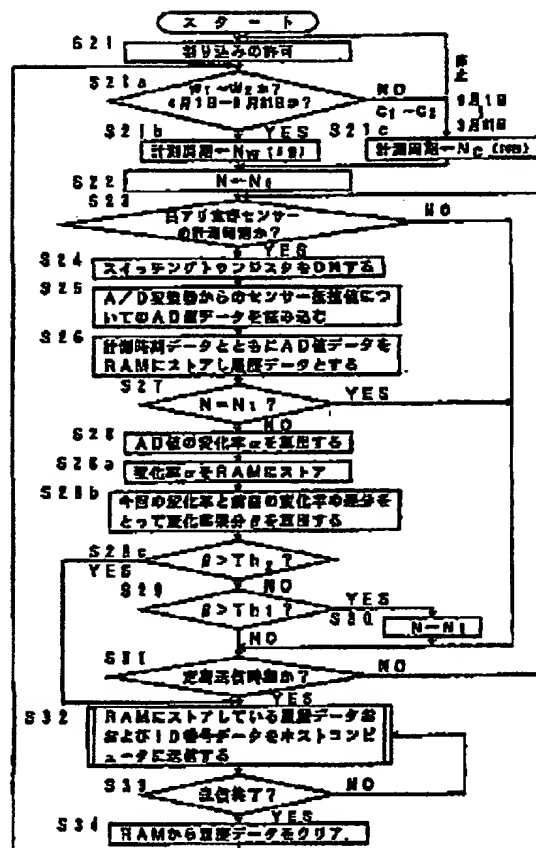 スタート
S21
割り込みの許可
S21a
W1~W2か?
4月1日~8月31日か?
NO
C1~C2
9月1日
3月31日
S21b
YES
S21c
計測周期←NW
計測周期←NC
S22
N←N0
S23
センサー
の計測時期か?
NO
YES
S24
スイッチングトランジスタをONする
S25
A/D変換器からのセンサー抵抗値につ
いてのAD値データを読み込む
S26
計測時刻データとともにAD値データを
RAMにストアし履歴データとする
S27
N=N1?
YES
NO
S28
AD値の変化率αを算出する
S28a
変化率αをRAMにストア
S28b
今回の変化率と前回の変化率の差分を
とって変化率差分βを算出する
S28c
YES
β>Th2?
NO
S29
β>Th1?
YES
S30
N←N1
NO
S31
定期送信時期か?
NO
YES
S32
RAMにストアしている履歴データお
およびID番号データをホストコンピ
ュータに送信する
S33
送信終了?
NO
YES
S34
RAMから履歴データをクリア